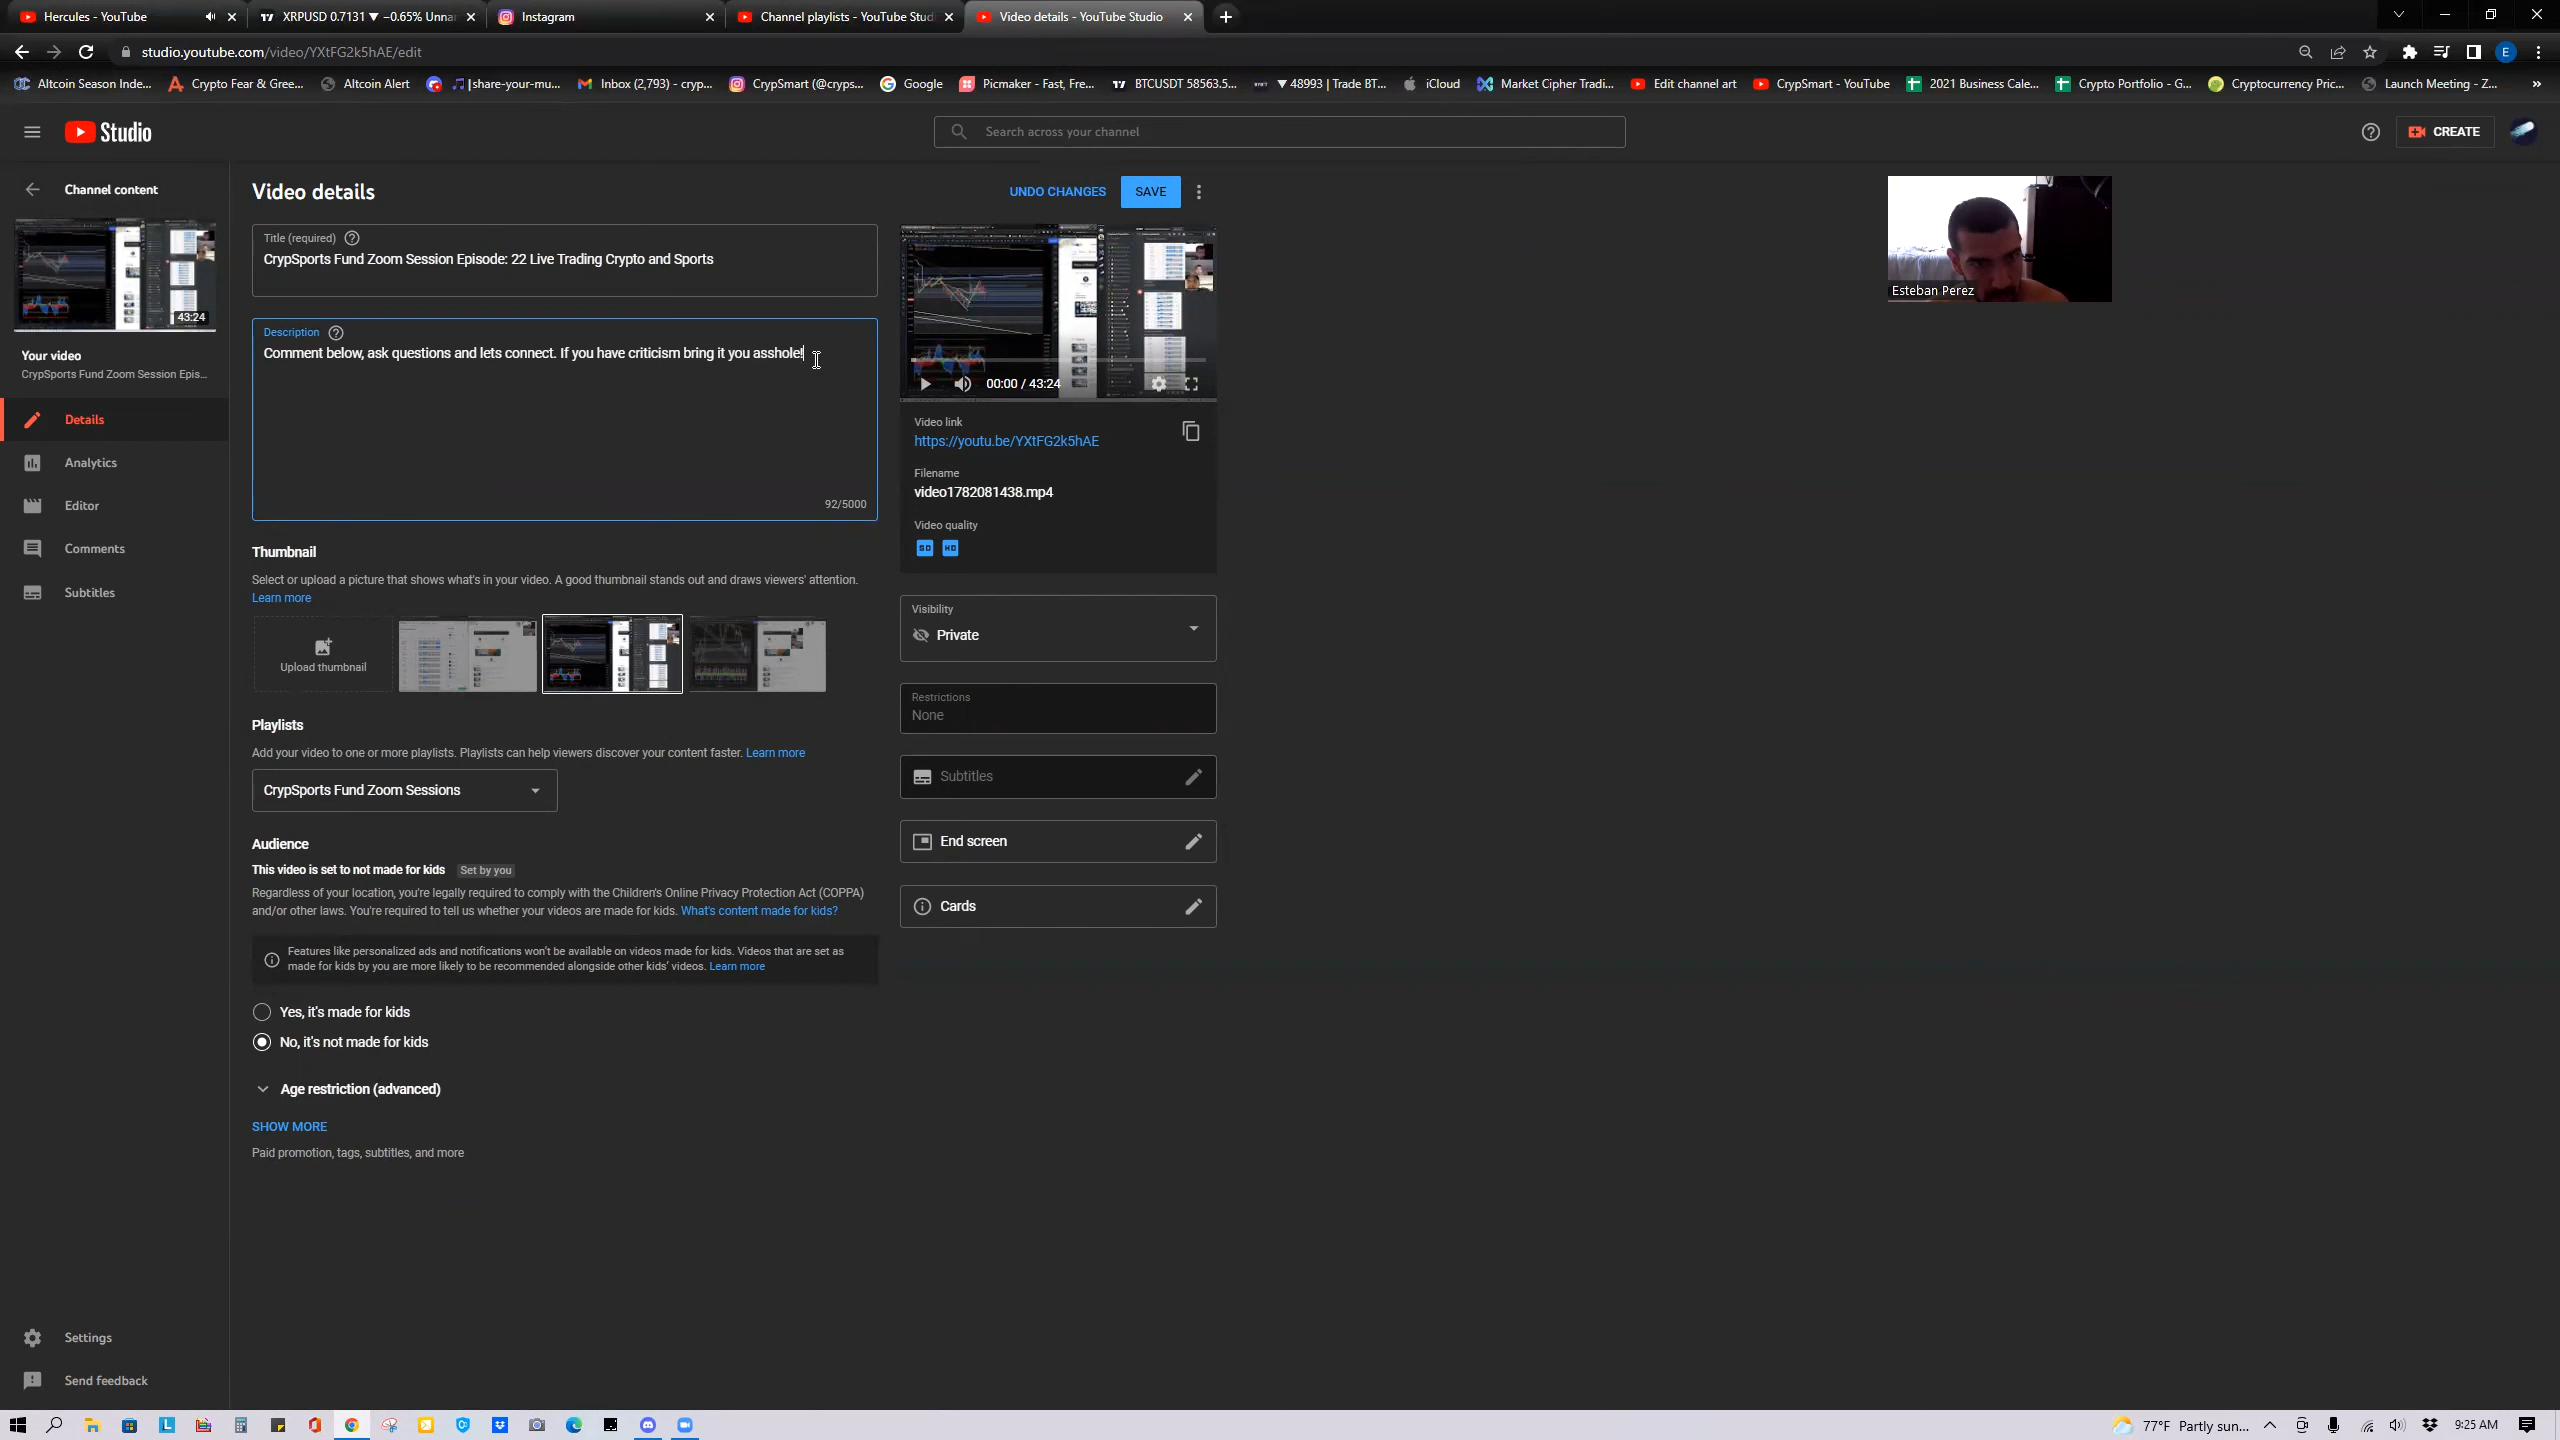 Hercules - YouTube
XRPUSD 0.7131 ▼ −0.65% Unna
Instagram
Channel playlists - YouTube Studi
Video details - YouTube Studio
studio.youtube.com/video/YXtFG2k5hAE/edit
E
Altcoin Season Inde...
Crypto Fear & Gree...
Altcoin Alert
🎵|share-your-mu...
Inbox (2,793) - cryp...
CrypSmart (@cryps...
Google
Picmaker - Fast, Fre...
BTCUSDT 58563.5...
▼ 48993 | Trade BT...
iCloud
Market Cipher Tradi...
Edit channel art
CrypSmart - YouTube
2021 Business Cale...
Crypto Portfolio - G...
Cryptocurrency Pric...
Launch Meeting - Z...
»
Studio
Search across your channel
CREATE
Channel content
43:24
Your video
CrypSports Fund Zoom Session Epis...
Details
Analytics
Editor
Comments
Subtitles
Settings
Send feedback
Video details
UNDO CHANGES
SAVE
Title (required)
CrypSports Fund Zoom Session Episode: 22 Live Trading Crypto and Sports
Description
Comment below, ask questions and lets connect. If you have criticism bring it you asshole!
92/5000
Thumbnail
Select or upload a picture that shows what's in your video. A good thumbnail stands out and draws viewers' attention.
Learn more
Upload thumbnail
Playlists
Add your video to one or more playlists. Playlists can help viewers discover your content faster. Learn more
CrypSports Fund Zoom Sessions
Audience
This video is set to not made for kids Set by you
Regardless of your location, you're legally required to comply with the Children's Online Privacy Protection Act (COPPA)
and/or other laws. You're required to tell us whether your videos are made for kids. What's content made for kids?
Features like personalized ads and notifications won't be available on videos made for kids. Videos that are set as
made for kids by you are more likely to be recommended alongside other kids' videos. Learn more
Yes, it's made for kids
No, it's not made for kids
Age restriction (advanced)
SHOW MORE
Paid promotion, tags, subtitles, and more
00:00 / 43:24
Video link
https://youtu.be/YXtFG2k5hAE
Filename
video1782081438.mp4
Video quality
SD HD
Visibility
Private
Restrictions
None
Subtitles
End screen
Cards
Esteban Perez
77°F Partly sun...
9:25 AM